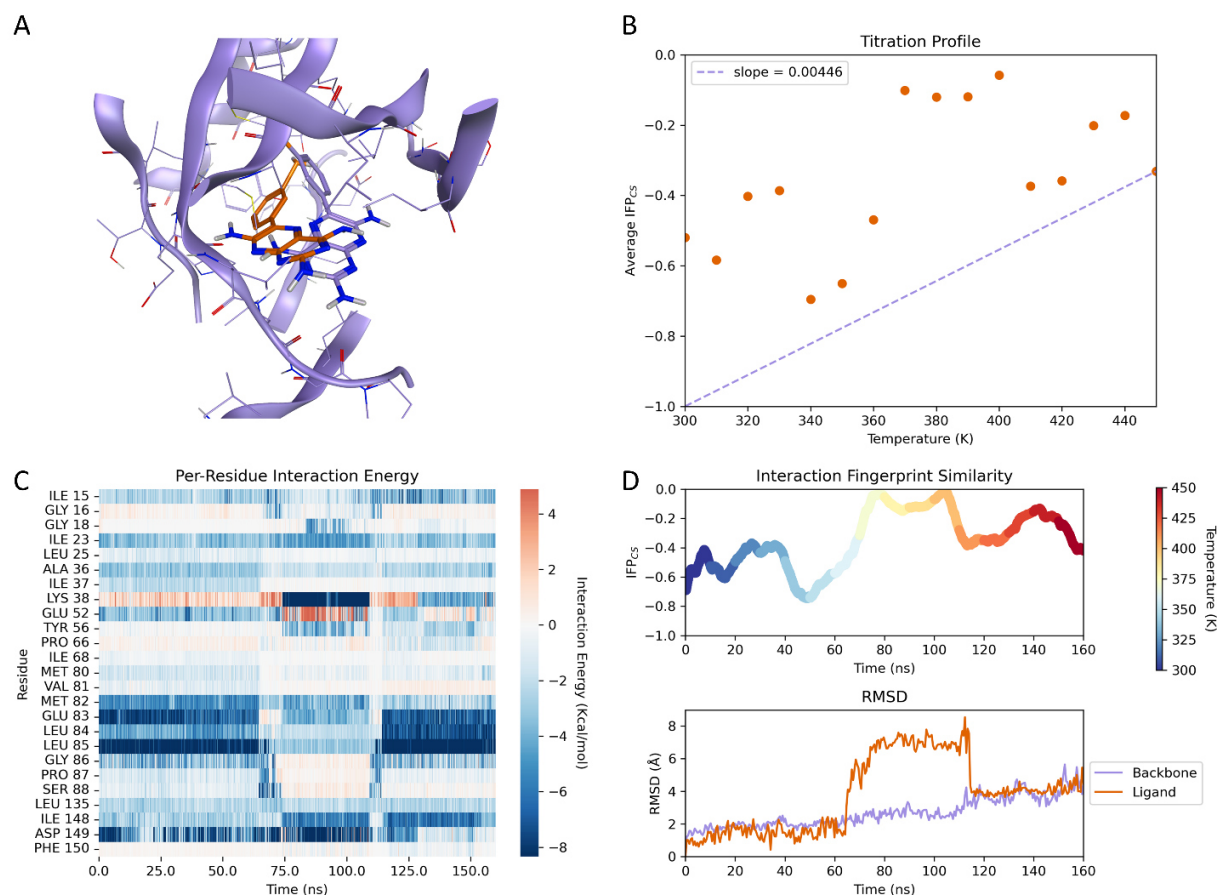 A
B
Titration Profile
slope = 0.00446
0.0
−0.2
−0.4
−0.6
−0.8
−1.0
Average IFP_CS
300 320 340 360 380 400 420 440
Temperature (K)
C
Per-Residue Interaction Energy
Residue
ILE 15
GLY 16
GLY 18
ILE 23
LEU 25
ALA 36
ILE 37
LYS 38
GLU 52
TYR 56
PRO 66
ILE 68
MET 80
VAL 81
MET 82
GLU 83
LEU 84
LEU 85
GLY 86
PRO 87
SER 88
LEU 135
ILE 148
ASP 149
PHE 150
0.0 25.0 50.0 75.0 100.0 125.0 150.0
Time (ns)
4
2
0
−2
−4
−6
−8
Interaction Energy (Kcal/mol)
D
Interaction Fingerprint Similarity
0.0
−0.2
−0.4
−0.6
−0.8
−1.0
IFP_CS
0 20 40 60 80 100 120 140 160
Time (ns)
450
425
400
375
350
325
300
Temperature (K)
RMSD
8
6
4
2
0
RMSD (Å)
0 20 40 60 80 100 120 140 160
Time (ns)
Backbone
Ligand